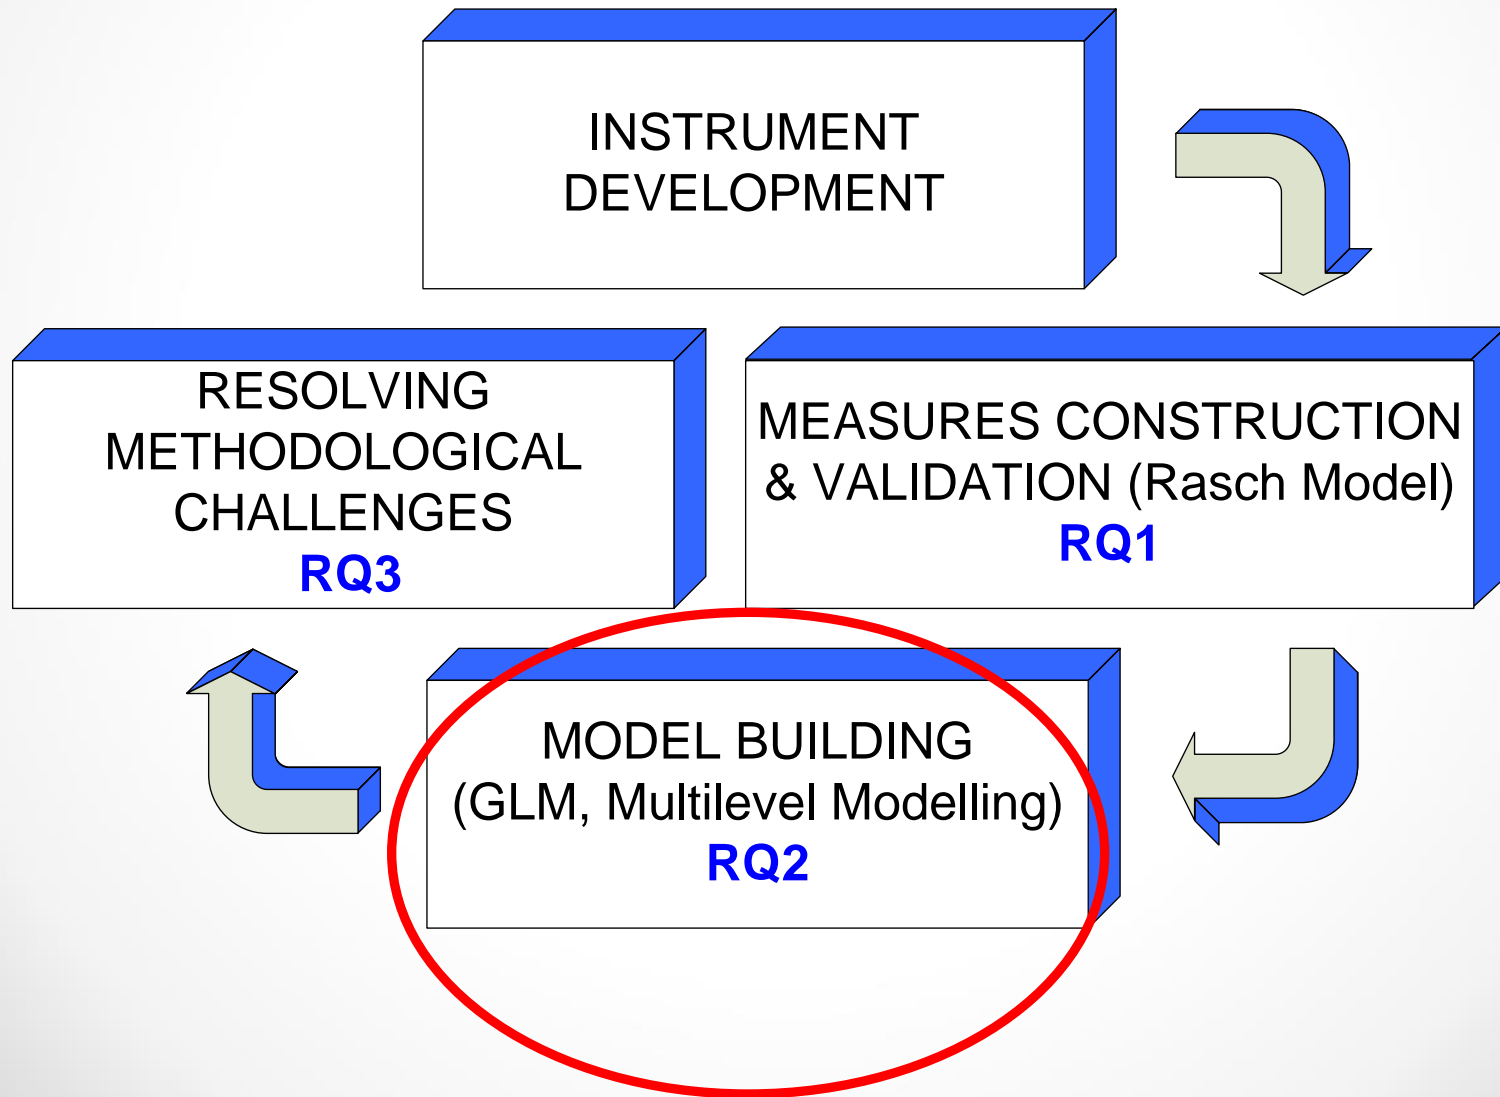 INSTRUMENT
DEVELOPMENT
RESOLVING
METHODOLOGICAL
CHALLENGES
RQ3
MEASURES CONSTRUCTION
& VALIDATION (Rasch Model)
RQ1
MODEL BUILDING
(GLM, Multilevel Modelling)
RQ2